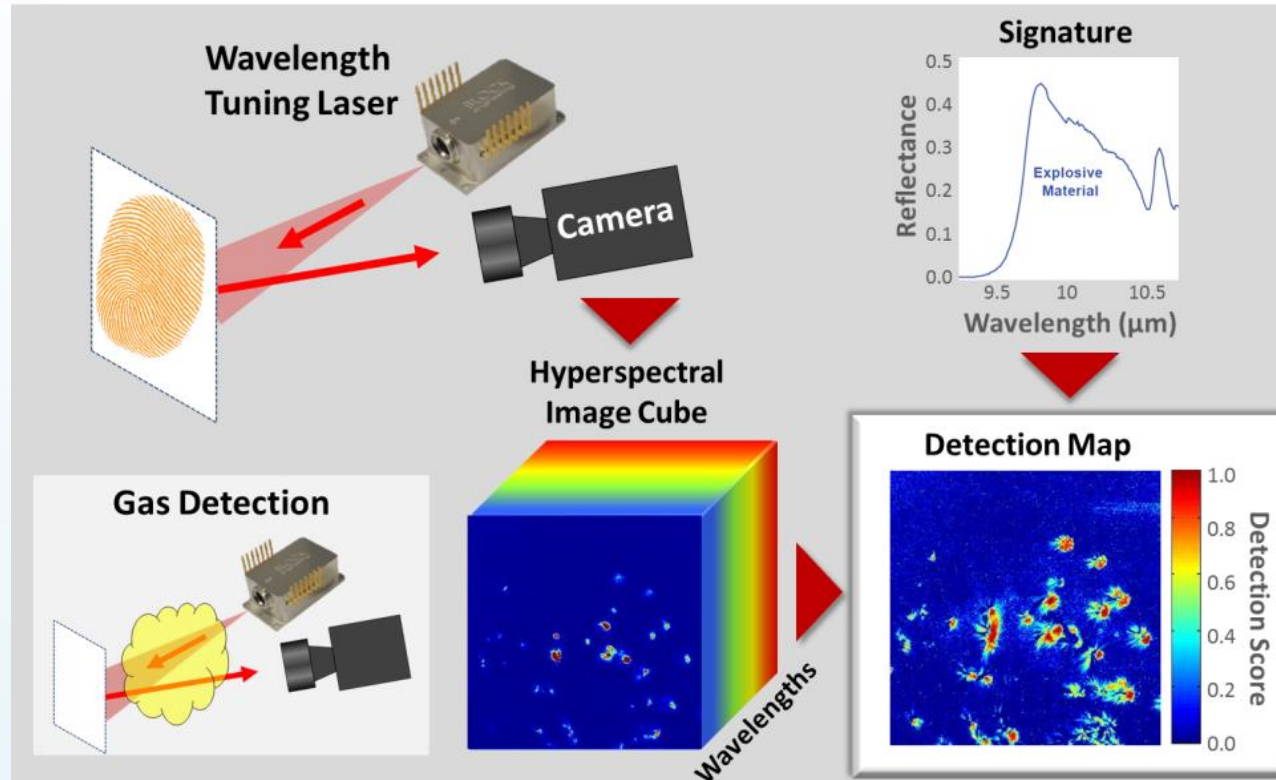 Wavelength
Tuning Laser
BLOCK
Camera
Signature
0.5
0.4
0.3
0.2
0.1
0.0
Reflectance
Explosive
Material
9.5 10 10.5
Wavelength (μm)
Hyperspectral
Image Cube
Wavelengths
Gas Detection
Detection Map
1.0
0.8
0.6
0.4
0.2
0.0
Detection Score